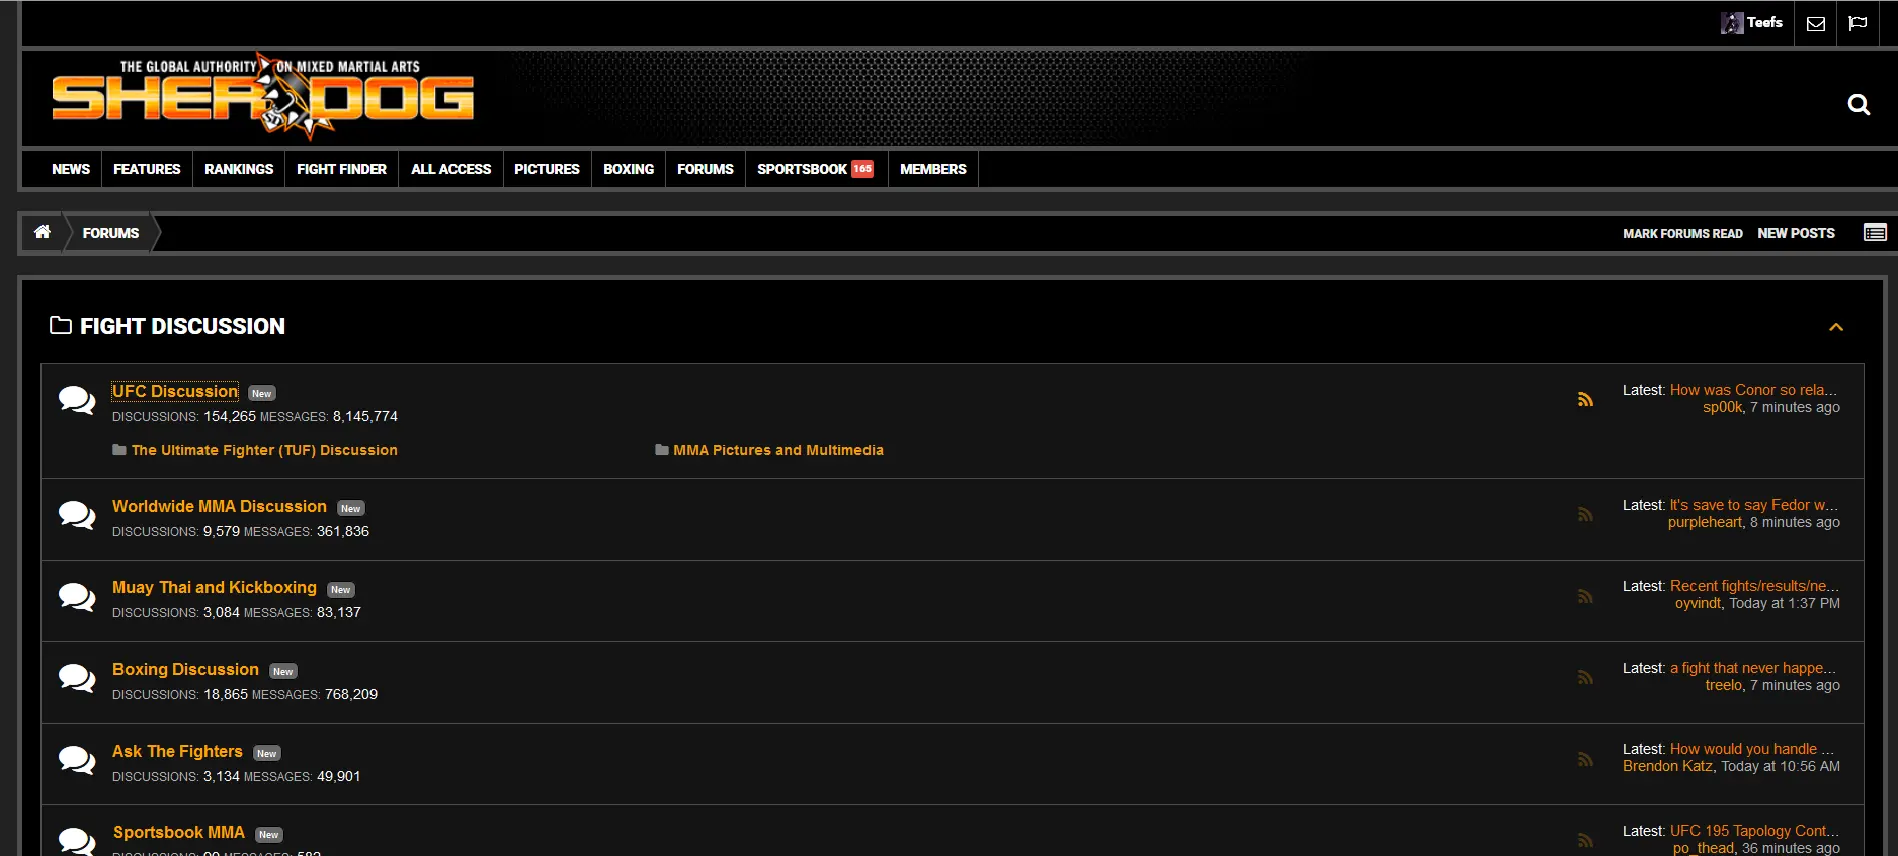 Teefs
THE GLOBAL AUTHORITY ON MIXED MARTIAL ARTS
SHERDOG
NEWS FEATURES RANKINGS FIGHT FINDER ALL ACCESS PICTURES BOXING FORUMS SPORTSBOOK 165 MEMBERS
FORUMS MARK FORUMS READ NEW POSTS
FIGHT DISCUSSION
UFC Discussion New
DISCUSSIONS: 154,265 MESSAGES: 8,145,774
The Ultimate Fighter (TUF) Discussion MMA Pictures and Multimedia
Latest: How was Conor so rela...
sp00k, 7 minutes ago
Worldwide MMA Discussion New
DISCUSSIONS: 9,579 MESSAGES: 361,836
Latest: It's save to say Fedor w...
purpleheart, 8 minutes ago
Muay Thai and Kickboxing New
DISCUSSIONS: 3,084 MESSAGES: 83,137
Latest: Recent fights/results/ne...
oyvindt, Today at 1:37 PM
Boxing Discussion New
DISCUSSIONS: 18,865 MESSAGES: 768,209
Latest: a fight that never happe...
treelo, 7 minutes ago
Ask The Fighters New
DISCUSSIONS: 3,134 MESSAGES: 49,901
Latest: How would you handle ...
Brendon Katz, Today at 10:56 AM
Sportsbook MMA New
DISCUSSIONS: MESSAGES:
Latest: UFC 195 Tapology Cont...
po_thead, 36 minutes ago